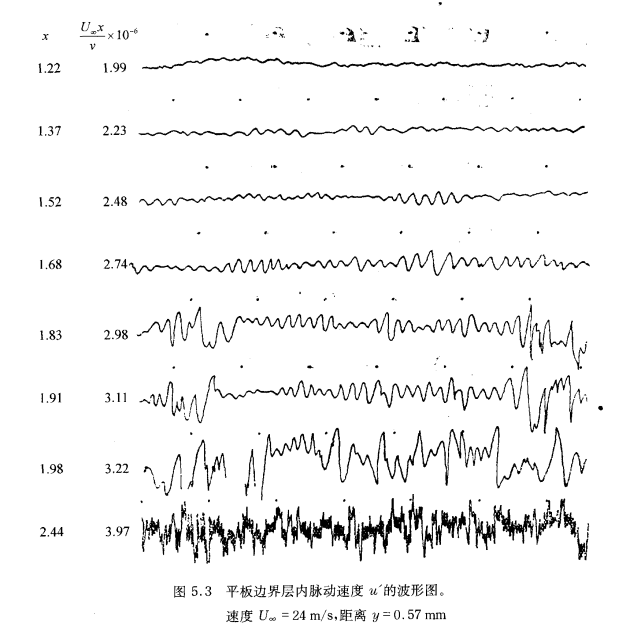 x U∞x/ν ×10⁻⁶
1.22 1.99
1.37 2.23
1.52 2.48
1.68 2.74
1.83 2.98
1.91 3.11
1.98 3.22
2.44 3.97
图 5.3 平板边界层内脉动速度 u′的波形图。
速度 U∞ = 24 m/s,距离 y = 0.57 mm